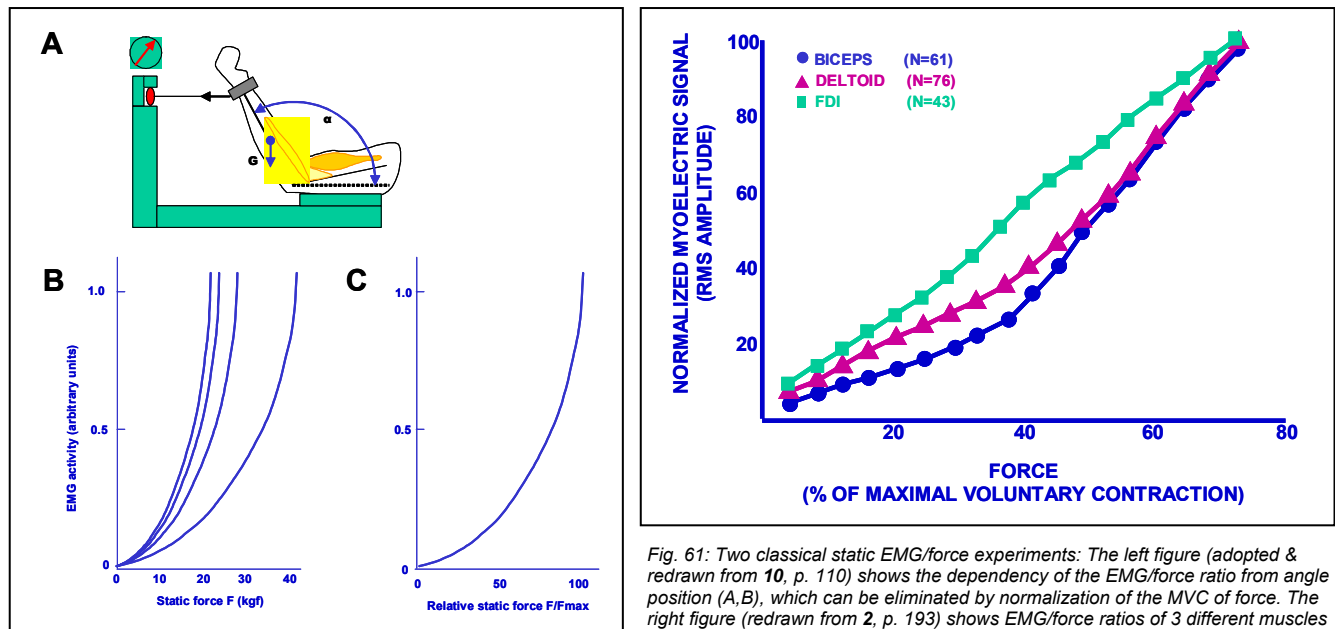 A
α
G
B
C
EMG activity (arbitrary units)
1.0
0.5
0
0 10 20 30 40
Static force F (kgf)
1.0
0.5
0
0 50 100
Relative static force F/Fmax
NORMALIZED MYOELECTRIC SIGNAL
(RMS AMPLITUDE)
BICEPS (N=61)
DELTOID (N=76)
FDI (N=43)
100
80
60
40
20
20 40 60 80
FORCE
(% OF MAXIMAL VOLUNTARY CONTRACTION)
Fig. 61: Two classical static EMG/force experiments: The left figure (adopted &
redrawn from 10, p. 110) shows the dependency of the EMG/force ratio from angle
position (A,B), which can be eliminated by normalization of the MVC of force. The
right figure (redrawn from 2, p. 193) shows EMG/force ratios of 3 different muscles